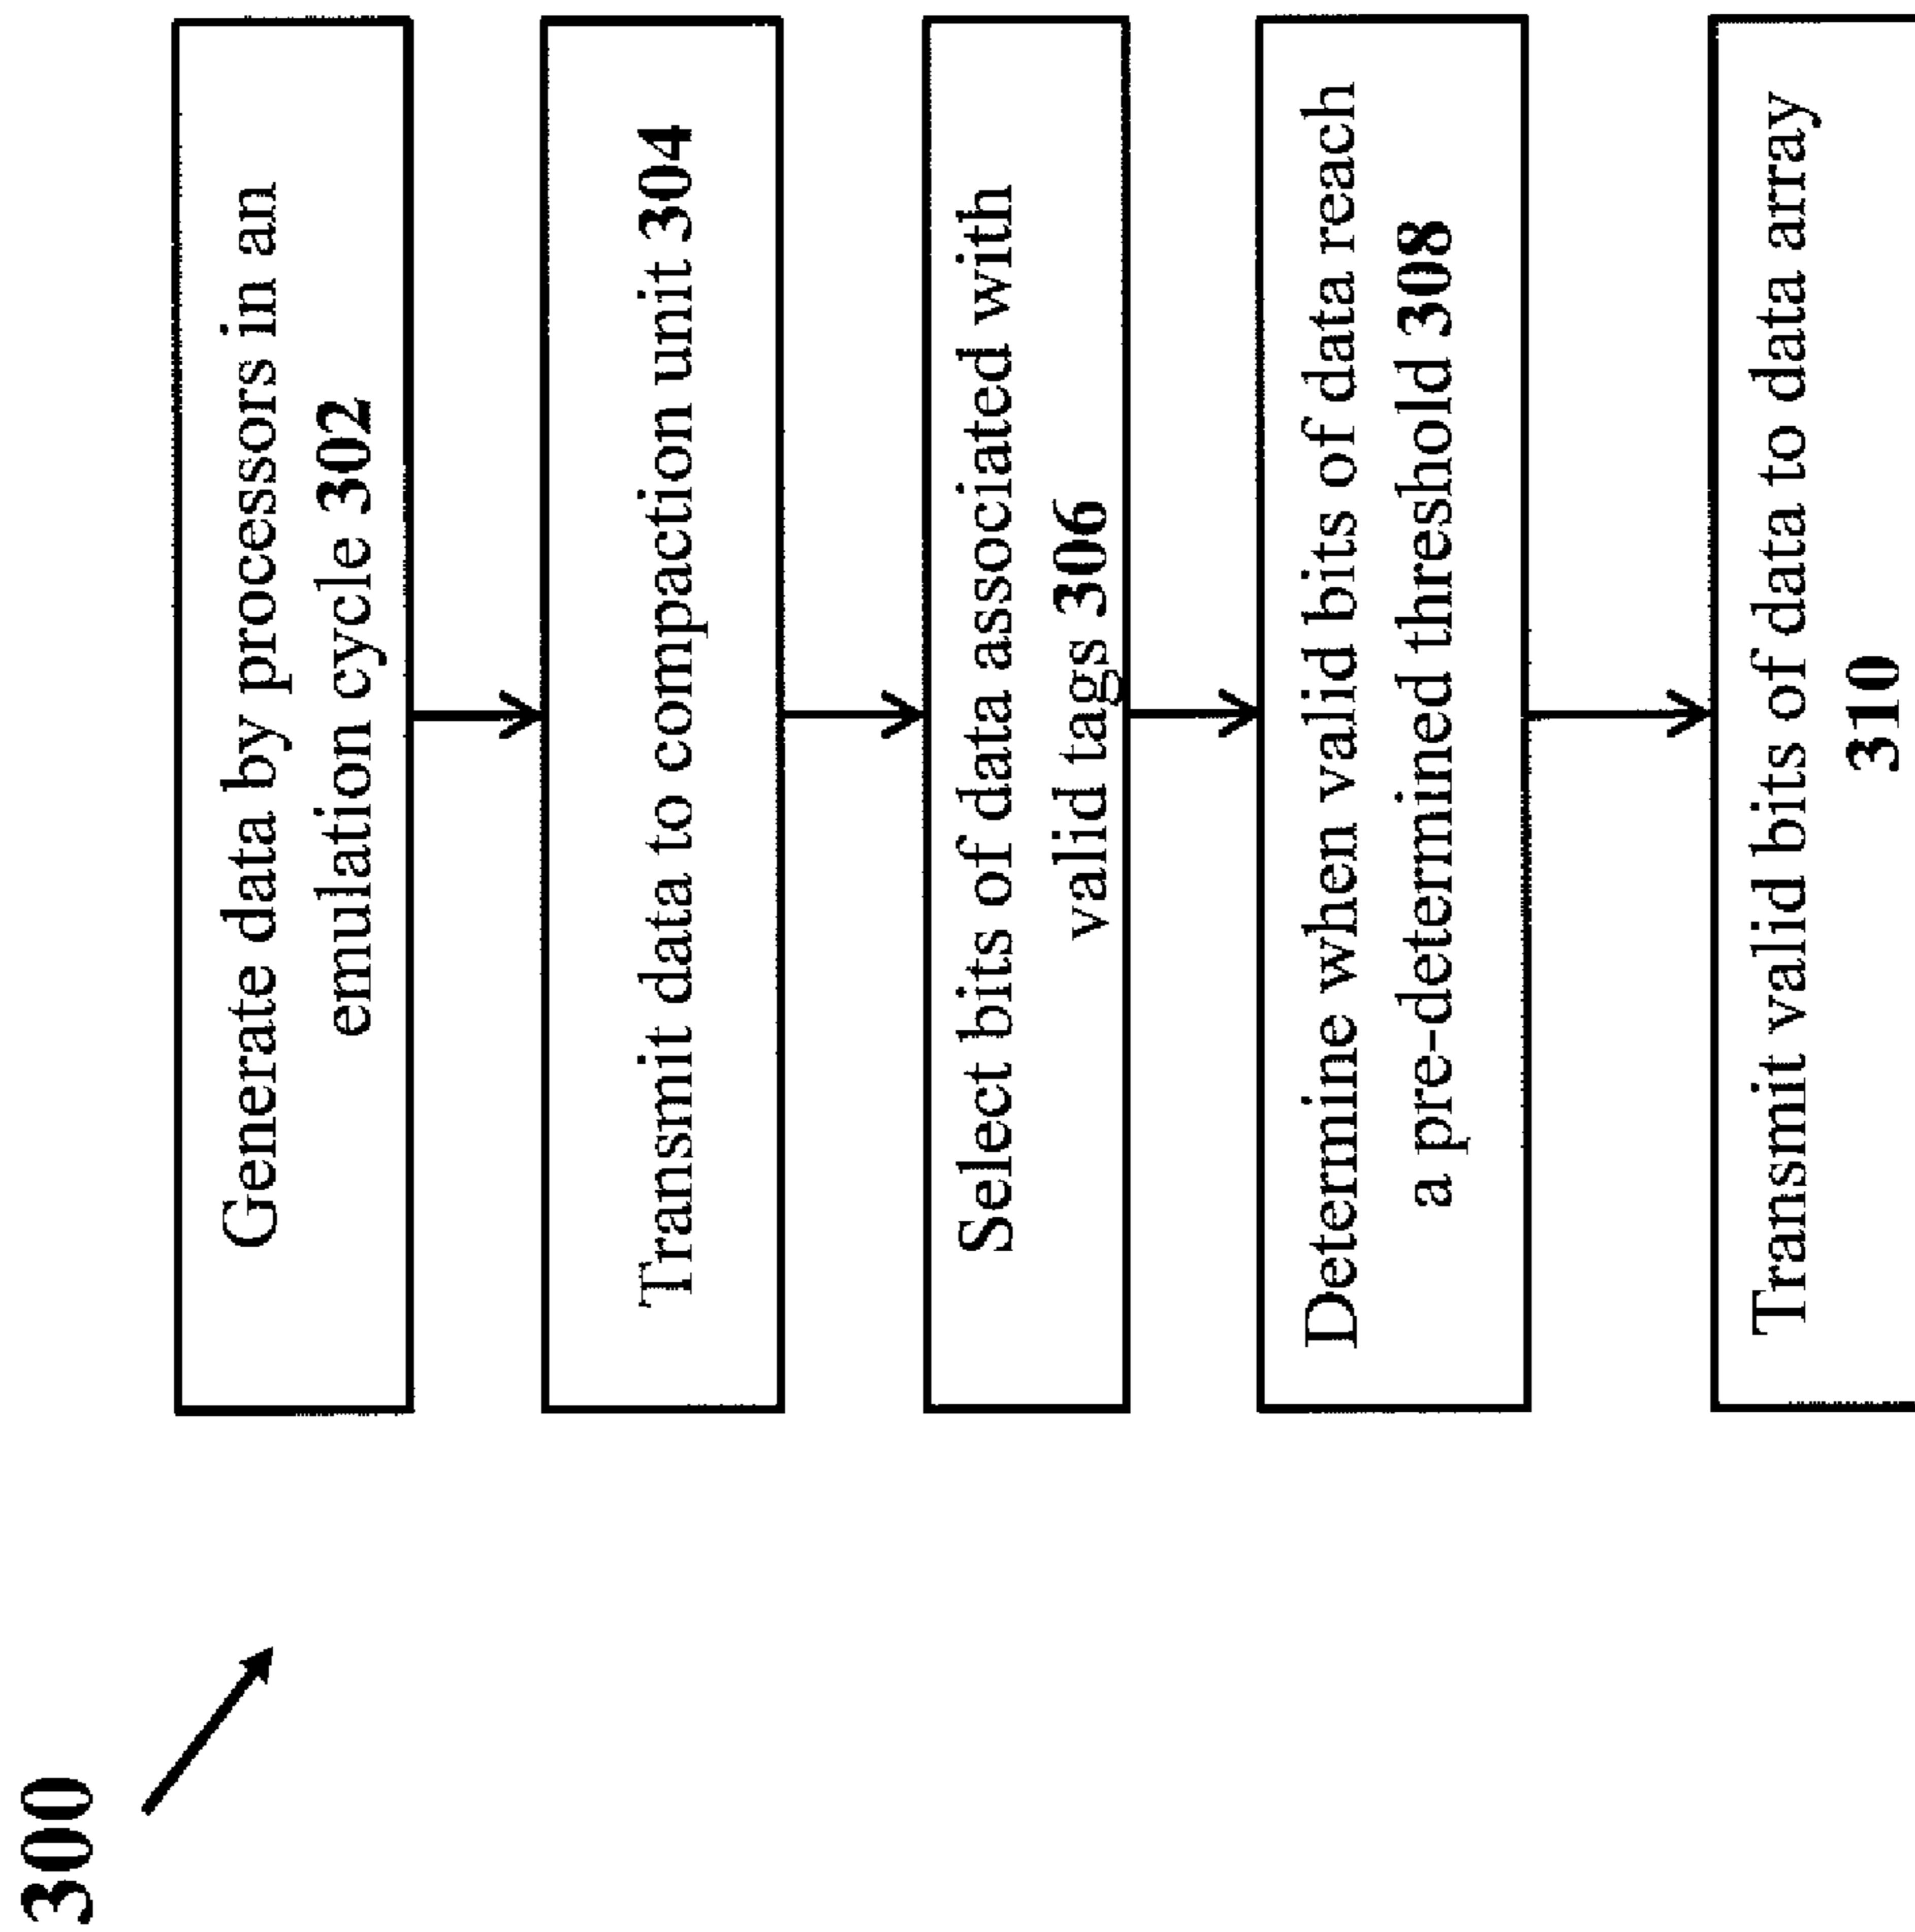 300
Generate data by processors in an
emulation cycle 302
Transmit data to compaction unit 304
Select bits of data associated with
valid tags 306
Determine when valid bits of data reach
a pre-determined threshold 308
Transmit valid bits of data to data array
310